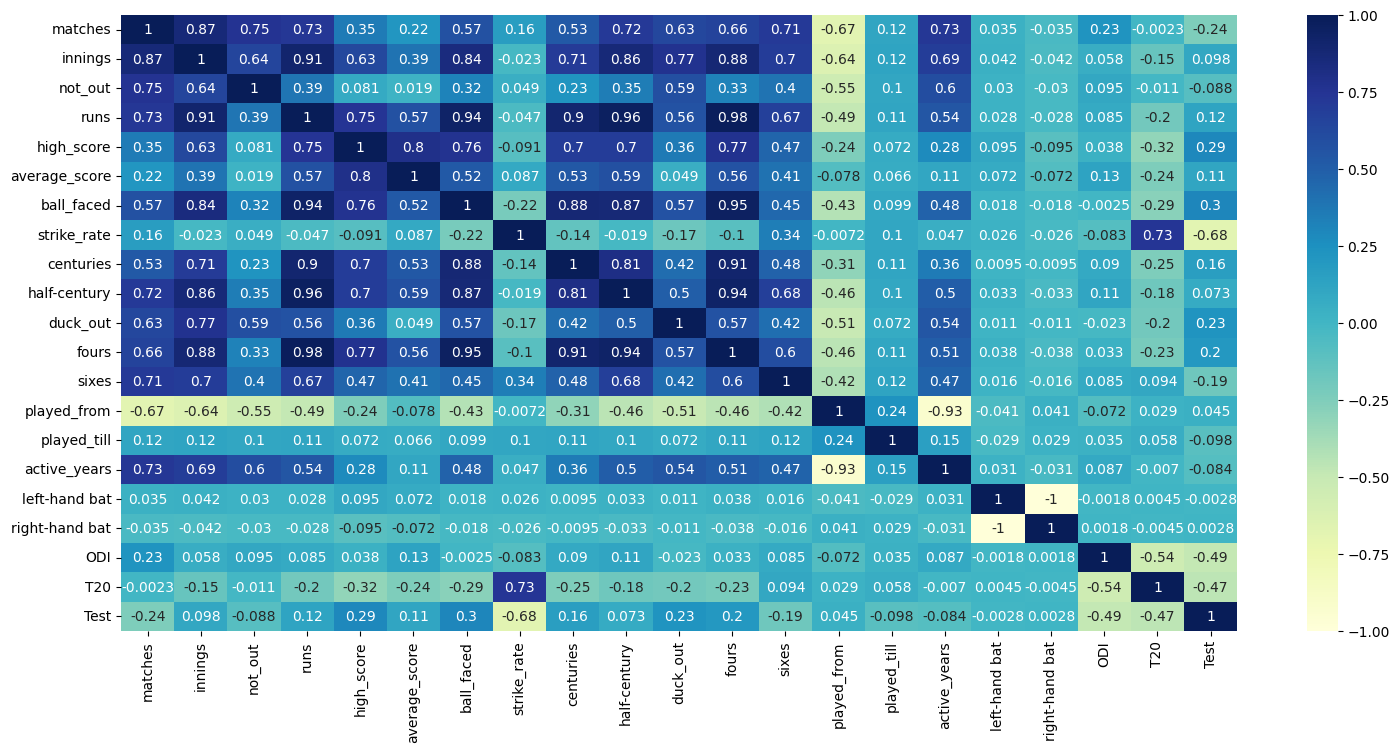 matches 1 0.87 0.75 0.73 0.35 0.22 0.57 0.16 0.53 0.72 0.63 0.66 0.71 -0.67 0.12 0.73 0.035 -0.035 0.23 -0.0023 -0.24
innings 0.87 1 0.64 0.91 0.63 0.39 0.84 -0.023 0.71 0.86 0.77 0.88 0.7 -0.64 0.12 0.69 0.042 -0.042 0.058 -0.15 0.098
not_out 0.75 0.64 1 0.39 0.081 0.019 0.32 0.049 0.23 0.35 0.59 0.33 0.4 -0.55 0.1 0.6 0.03 -0.03 0.095 -0.011 -0.088
runs 0.73 0.91 0.39 1 0.75 0.57 0.94 -0.047 0.9 0.96 0.56 0.98 0.67 -0.49 0.11 0.54 0.028 -0.028 0.085 -0.2 0.12
high_score 0.35 0.63 0.081 0.75 1 0.8 0.76 -0.091 0.7 0.7 0.36 0.77 0.47 -0.24 0.072 0.28 0.095 -0.095 0.038 -0.32 0.29
average_score 0.22 0.39 0.019 0.57 0.8 1 0.52 0.087 0.53 0.59 0.049 0.56 0.41 -0.078 0.066 0.11 0.072 -0.072 0.13 -0.24 0.11
ball_faced 0.57 0.84 0.32 0.94 0.76 0.52 1 -0.22 0.88 0.87 0.57 0.95 0.45 -0.43 0.099 0.48 0.018 -0.018 -0.0025 -0.29 0.3
strike_rate 0.16 -0.023 0.049 -0.047 -0.091 0.087 -0.22 1 -0.14 -0.019 -0.17 -0.1 0.34 -0.0072 0.1 0.047 0.026 -0.026 -0.083 0.73 -0.68
centuries 0.53 0.71 0.23 0.9 0.7 0.53 0.88 -0.14 1 0.81 0.42 0.91 0.48 -0.31 0.11 0.36 0.0095 -0.0095 0.09 -0.25 0.16
half-century 0.72 0.86 0.35 0.96 0.7 0.59 0.87 -0.019 0.81 1 0.5 0.94 0.68 -0.46 0.1 0.5 0.033 -0.033 0.11 -0.18 0.073
duck_out 0.63 0.77 0.59 0.56 0.36 0.049 0.57 -0.17 0.42 0.5 1 0.57 0.42 -0.51 0.072 0.54 0.011 -0.011 -0.023 -0.2 0.23
fours 0.66 0.88 0.33 0.98 0.77 0.56 0.95 -0.1 0.91 0.94 0.57 1 0.6 -0.46 0.11 0.51 0.038 -0.038 0.033 -0.23 0.2
sixes 0.71 0.7 0.4 0.67 0.47 0.41 0.45 0.34 0.48 0.68 0.42 0.6 1 -0.42 0.12 0.47 0.016 -0.016 0.085 0.094 -0.19
played_from -0.67 -0.64 -0.55 -0.49 -0.24 -0.078 -0.43 -0.0072 -0.31 -0.46 -0.51 -0.46 -0.42 1 0.24 -0.93 -0.041 0.041 -0.072 0.029 0.045
played_till 0.12 0.12 0.1 0.11 0.072 0.066 0.099 0.1 0.11 0.1 0.072 0.11 0.12 0.24 1 0.15 -0.029 0.029 0.035 0.058 -0.098
active_years 0.73 0.69 0.6 0.54 0.28 0.11 0.48 0.047 0.36 0.5 0.54 0.51 0.47 -0.93 0.15 1 0.031 -0.031 0.087 -0.007 -0.084
left-hand bat 0.035 0.042 0.03 0.028 0.095 0.072 0.018 0.026 0.0095 0.033 0.011 0.038 0.016 -0.041 -0.029 0.031 1 -1 -0.0018 0.0045 -0.0028
right-hand bat -0.035 -0.042 -0.03 -0.028 -0.095 -0.072 -0.018 -0.026 -0.0095 -0.033 -0.011 -0.038 -0.016 0.041 0.029 -0.031 -1 1 0.0018 -0.0045 0.0028
ODI 0.23 0.058 0.095 0.085 0.038 0.13 -0.0025 -0.083 0.09 0.11 -0.023 0.033 0.085 -0.072 0.035 0.087 -0.0018 0.0018 1 -0.54 -0.49
T20 -0.0023 -0.15 -0.011 -0.2 -0.32 -0.24 -0.29 0.73 -0.25 -0.18 -0.2 -0.23 0.094 0.029 0.058 -0.007 0.0045 -0.0045 -0.54 1 -0.47
Test -0.24 0.098 -0.088 0.12 0.29 0.11 0.3 -0.68 0.16 0.073 0.23 0.2 -0.19 0.045 -0.098 -0.084 -0.0028 0.0028 -0.49 -0.47 1
matches innings not_out runs high_score average_score ball_faced strike_rate centuries half-century duck_out fours sixes played_from played_till active_years left-hand bat right-hand bat ODI T20 Test
1.00
0.75
0.50
0.25
0.00
−0.25
−0.50
−0.75
−1.00